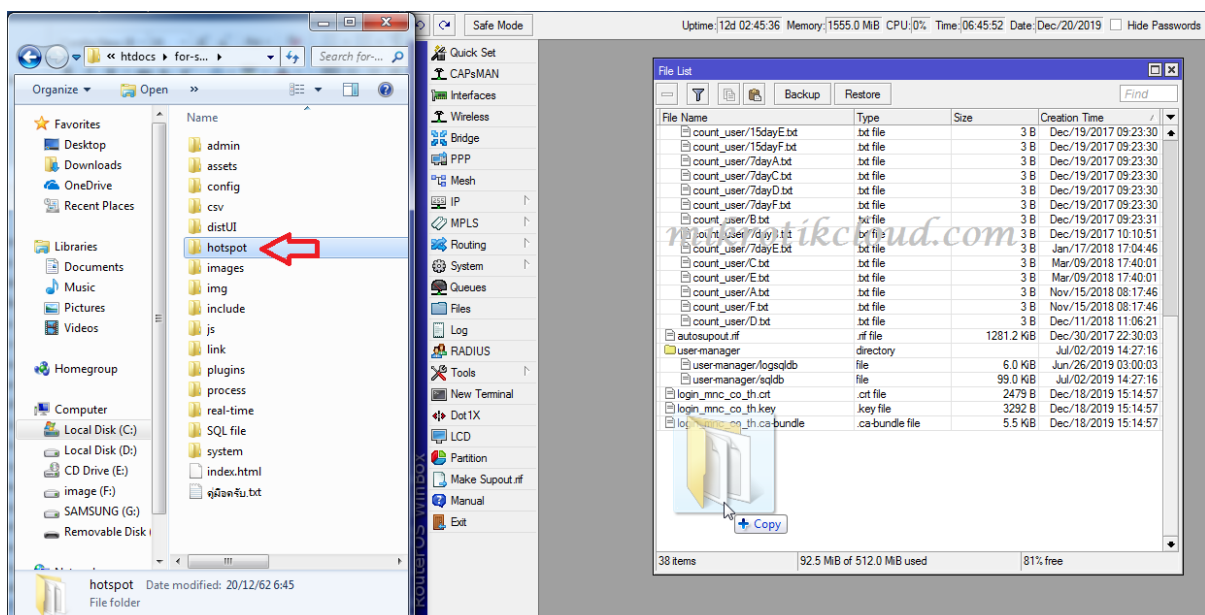 Safe Mode
Uptime: 12d 02:45:36 Memory: 1555.0 MiB CPU: 0% Time: 06:45:52 Date: Dec/20/2019 Hide Passwords
« htdocs ▸ for-s... ▸
Search for-...
Organize
Open
»
Favorites
Desktop
Downloads
OneDrive
Recent Places
Libraries
Documents
Music
Pictures
Videos
Homegroup
Computer
Local Disk (C:)
Local Disk (D:)
CD Drive (E:)
image (F:)
SAMSUNG (G:)
Removable Disk
Name
admin
assets
config
csv
distUI
hotspot
images
img
include
js
link
plugins
process
real-time
SQL file
system
index.html
คู่มือครับ.txt
hotspot Date modified: 20/12/62 6:45
File folder
RouterOS WinBox
Quick Set
CAPsMAN
Interfaces
Wireless
Bridge
PPP
Mesh
IP
MPLS
Routing
System
Queues
Files
Log
RADIUS
Tools
New Terminal
Dot1X
LCD
Partition
Make Supout.rif
Manual
Exit
File List
Backup
Restore
Find
File Name Type Size Creation Time
count_user/15dayE.txt .txt file 3 B Dec/19/2017 09:23:30
count_user/15dayF.txt .txt file 3 B Dec/19/2017 09:23:30
count_user/7dayA.txt .txt file 3 B Dec/19/2017 09:23:30
count_user/7dayC.txt .txt file 3 B Dec/19/2017 09:23:30
count_user/7dayD.txt .txt file 3 B Dec/19/2017 09:23:30
count_user/7dayF.txt .txt file 3 B Dec/19/2017 09:23:30
count_user/B.txt .txt file 3 B Dec/19/2017 09:23:31
.txt file 3 B Dec/19/2017 10:10:51
count_user/7dayE.txt .txt file 3 B Jan/17/2018 17:04:46
count_user/C.txt .txt file 3 B Mar/09/2018 17:40:01
count_user/E.txt .txt file 3 B Mar/09/2018 17:40:01
count_user/A.txt .txt file 3 B Nov/15/2018 08:17:46
count_user/F.txt .txt file 3 B Nov/15/2018 08:17:46
count_user/D.txt .txt file 3 B Dec/11/2018 11:06:21
autosupout.rif .rif file 1281.2 KiB Dec/30/2017 22:30:03
user-manager directory Jul/02/2019 14:27:16
user-manager/logsqldb file 6.0 KiB Jun/26/2019 03:00:03
user-manager/sqldb file 99.0 KiB Jul/02/2019 14:27:16
login_mnc_co_th.crt .crt file 2479 B Dec/18/2019 15:14:57
login_mnc_co_th.key .key file 3292 B Dec/18/2019 15:14:57
login_mnc_co_th.ca-bundle .ca-bundle file 5.5 KiB Dec/18/2019 15:14:57
mikrotikcloud.com
Copy
38 items 92.5 MiB of 512.0 MiB used 81% free